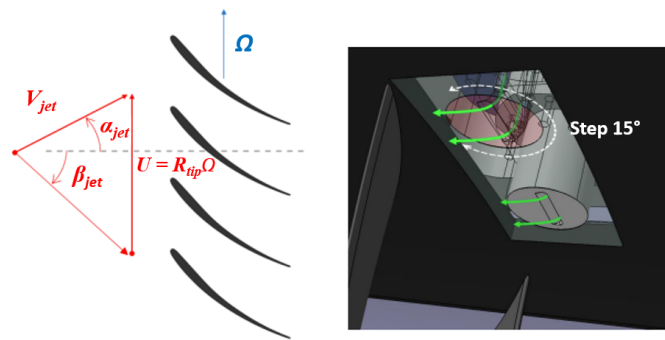 Ω
V_jet
α_jet
β_jet
U = R_tip Ω
Step 15°